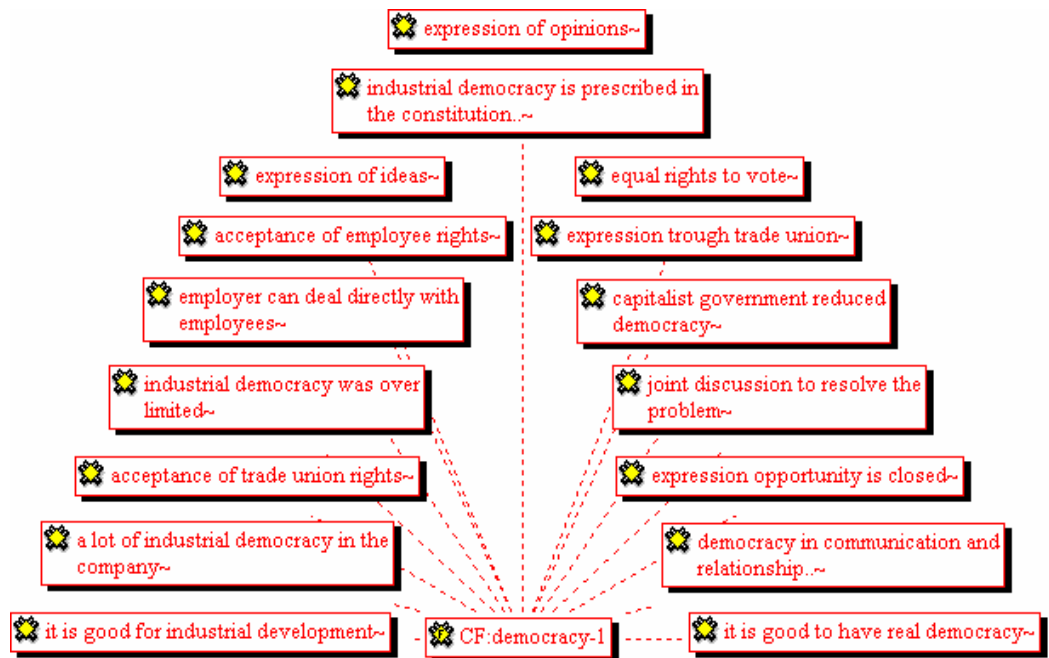 expression of opinions~
industrial democracy is prescribed in
the constitution..~
expression of ideas~
equal rights to vote~
acceptance of employee rights~
expression trough trade union~
employer can deal directly with
employees~
capitalist government reduced
democracy~
industrial democracy was over
limited~
joint discussion to resolve the
problem~
acceptance of trade union rights~
expression opportunity is closed~
a lot of industrial democracy in the
company~
democracy in communication and
relationship..~
it is good for industrial development~
CF:democracy-1
it is good to have real democracy~